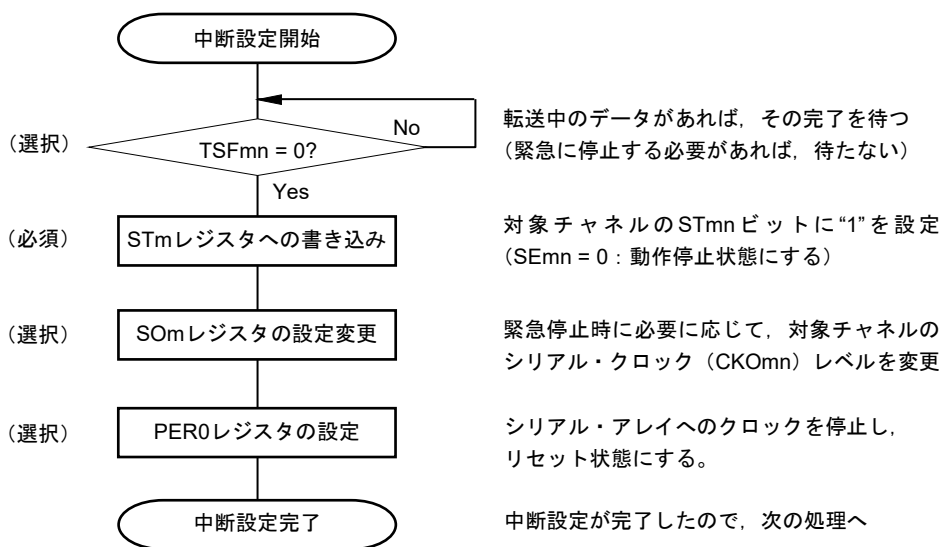 中断設定開始
転送中のデータがあれば，その完了を待つ
（緊急に停止する必要があれば，待たない）
（選択）
TSFmn = 0?
No
Yes
（必須）
STmレジスタへの書き込み
対象チャネルのSTmnビットに“1”を設定
（SEmn = 0：動作停止状態にする）
（選択）
SOmレジスタの設定変更
緊急停止時に必要に応じて，対象チャネルの
シリアル・クロック（CKOmn）レベルを変更
（選択）
PER0レジスタの設定
シリアル・アレイへのクロックを停止し，
リセット状態にする。
中断設定完了
中断設定が完了したので，次の処理へ